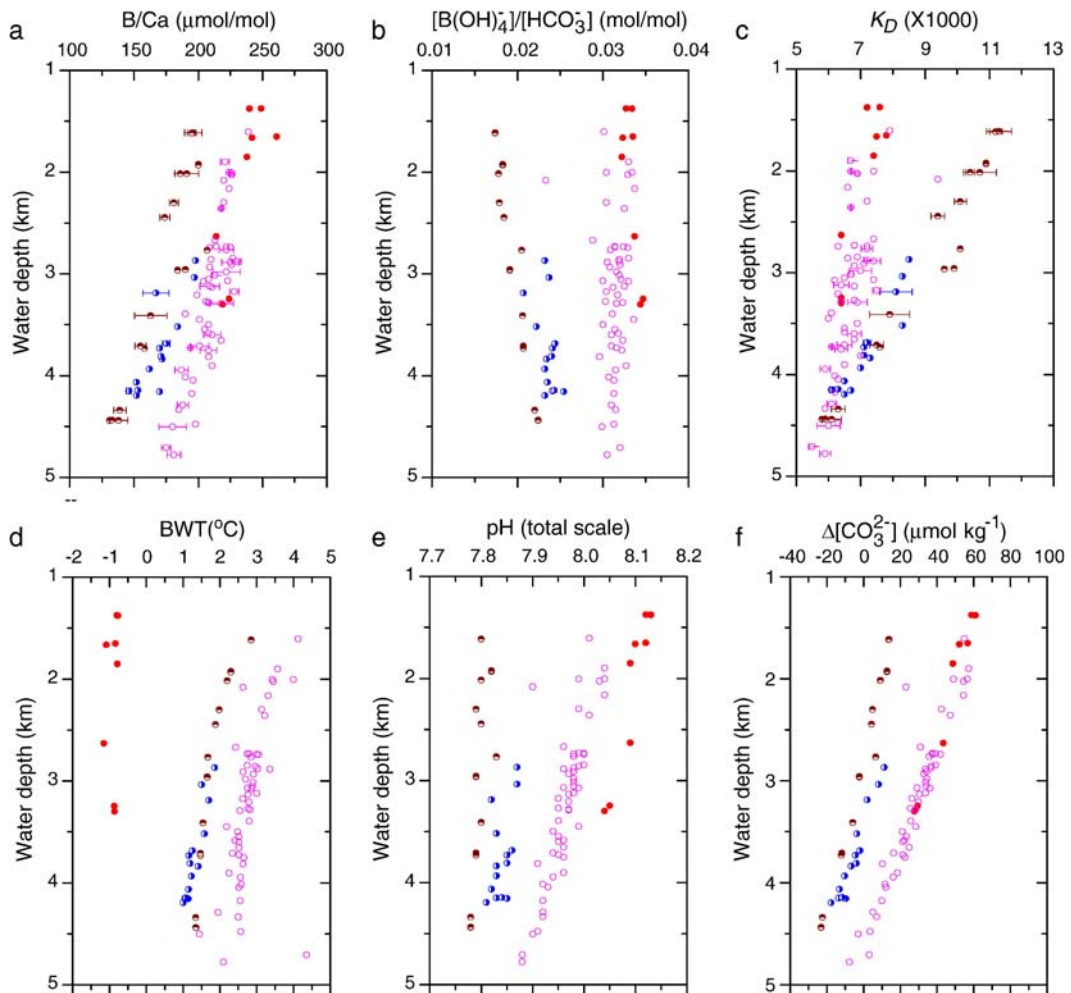 B/Ca (μmol/mol)
[B(OH)₄⁻]/[HCO₃⁻] (mol/mol)
K_D (X1000)
a
100 150 200 250 300
b
0.01 0.02 0.03 0.04
c
5 7 9 11 13
1
2
3
4
5
Water depth (km)
1
2
3
4
5
Water depth (km)
1
2
3
4
5
Water depth (km)
--
d
BWT(°C)
-2 -1 0 1 2 3 4 5
e
pH (total scale)
7.7 7.8 7.9 8.0 8.1 8.2
f
Δ[CO₃²⁻] (μmol kg⁻¹)
-40 -20 0 20 40 60 80 100
1
2
3
4
5
Water depth (km)
1
2
3
4
5
Water depth (km)
1
2
3
4
5
Water depth (km)